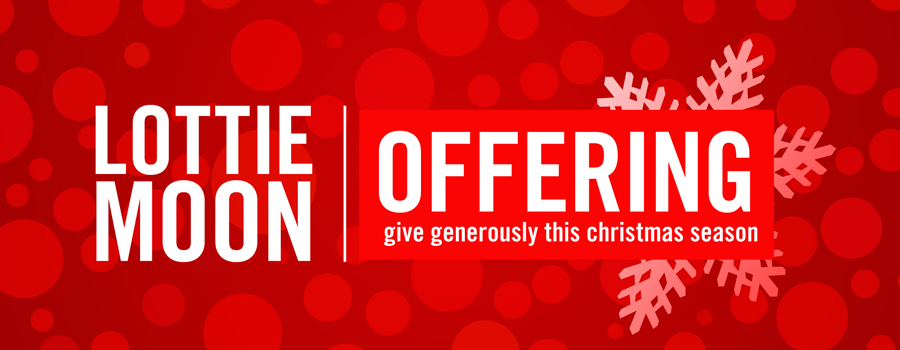 LOTTIE
MOON
OFFERING
give generously this christmas season